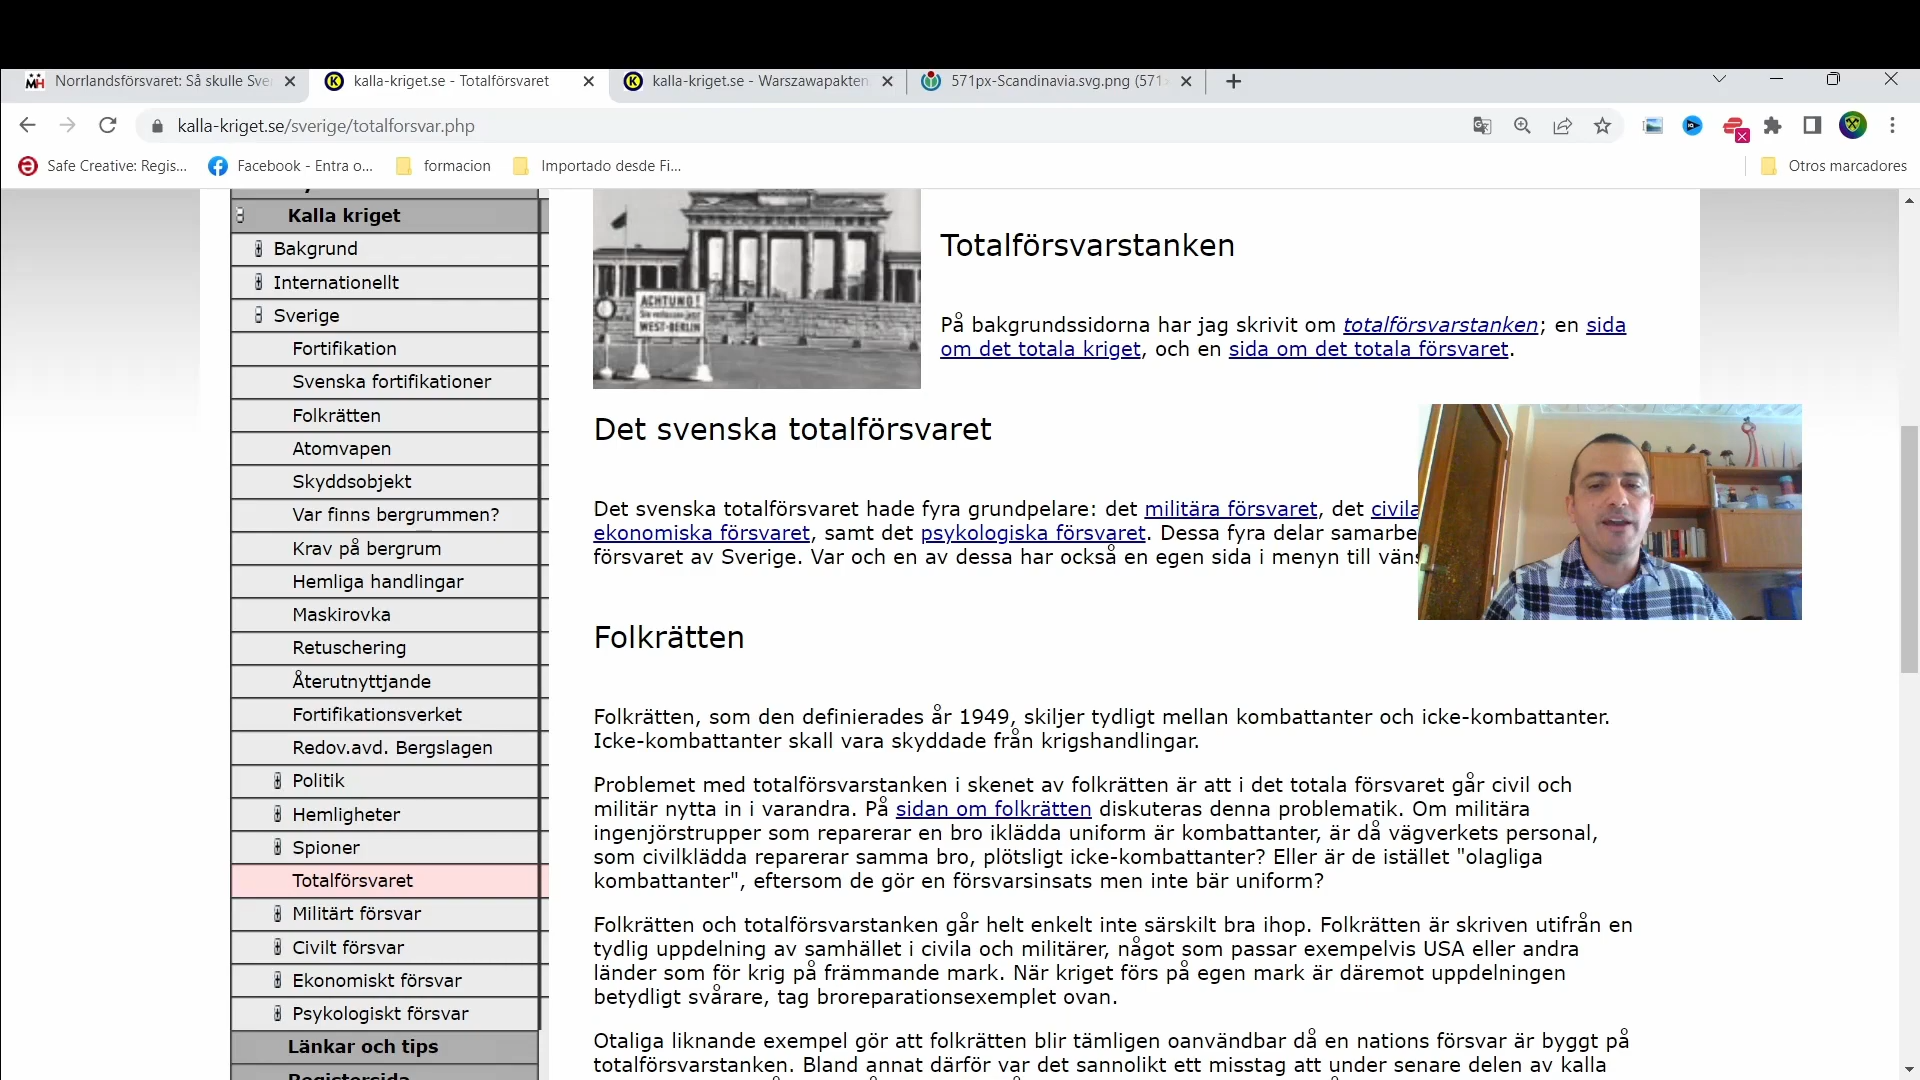 Norrlandsförsvaret: Så skulle Sve
kalla-kriget.se - Totalförsvaret
kalla-kriget.se - Warszawapakten
571px-Scandinavia.svg.png (571
kalla-kriget.se/sverige/totalforsvar.php
Safe Creative: Regis...
Facebook - Entra o...
formacion
Importado desde Fi...
Otros marcadores
Kalla kriget
Bakgrund
Internationellt
Sverige
Fortifikation
Svenska fortifikationer
Folkrätten
Atomvapen
Skyddsobjekt
Var finns bergrummen?
Krav på bergrum
Hemliga handlingar
Maskirovka
Retuschering
Återutnyttjande
Fortifikationsverket
Redov.avd. Bergslagen
Politik
Hemligheter
Spioner
Totalförsvaret
Militärt försvar
Civilt försvar
Ekonomiskt försvar
Psykologiskt försvar
Länkar och tips
ACHTUNG!
WEST-BERLIN
Totalförsvarstanken
På bakgrundssidorna har jag skrivit om totalförsvarstanken; en sida
om det totala kriget, och en sida om det totala försvaret.
Det svenska totalförsvaret
Det svenska totalförsvaret hade fyra grundpelare: det militära försvaret, det civila
ekonomiska försvaret, samt det psykologiska försvaret. Dessa fyra delar samarbe
försvaret av Sverige. Var och en av dessa har också en egen sida i menyn till väns
Folkrätten
Folkrätten, som den definierades år 1949, skiljer tydligt mellan kombattanter och icke-kombattanter.
Icke-kombattanter skall vara skyddade från krigshandlingar.
Problemet med totalförsvarstanken i skenet av folkrätten är att i det totala försvaret går civil och
militär nytta in i varandra. På sidan om folkrätten diskuteras denna problematik. Om militära
ingenjörstrupper som reparerar en bro iklädda uniform är kombattanter, är då vägverkets personal,
som civilklädda reparerar samma bro, plötsligt icke-kombattanter? Eller är de istället "olagliga
kombattanter", eftersom de gör en försvarsinsats men inte bär uniform?
Folkrätten och totalförsvarstanken går helt enkelt inte särskilt bra ihop. Folkrätten är skriven utifrån en
tydlig uppdelning av samhället i civila och militärer, något som passar exempelvis USA eller andra
länder som för krig på främmande mark. När kriget förs på egen mark är däremot uppdelningen
betydligt svårare, tag broreparationsexemplet ovan.
Otaliga liknande exempel gör att folkrätten blir tämligen oanvändbar då en nations försvar är byggt på
totalförsvarstanken. Bland annat därför var det sannolikt ett misstag att under senare delen av kalla